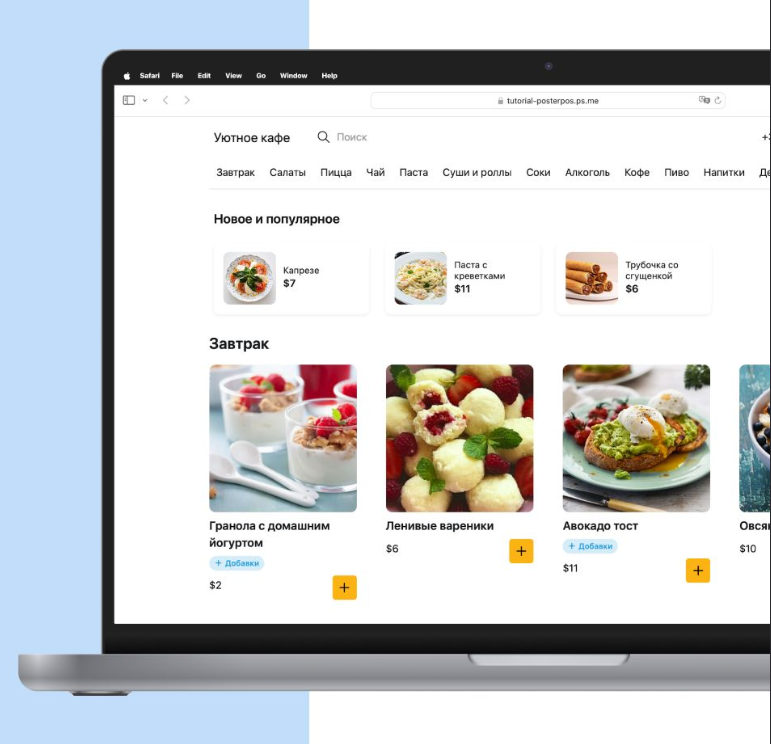 Safari File Edit View Go Window Help
tutorial-posterpos.ps.me
Уютное кафе Поиск
Завтрак Салаты Пицца Чай Паста Суши и роллы Соки Алкоголь Кофе Пиво Напитки
Новое и популярное
Капрезе
$7
Паста с
креветками
$11
Трубочка со
сгущенкой
$6
Завтрак
Гранола с домашним
йогуртом
+ Добавки
$2
+
Ленивые вареники
$6
+
Авокадо тост
+ Добавки
$11
+
$10